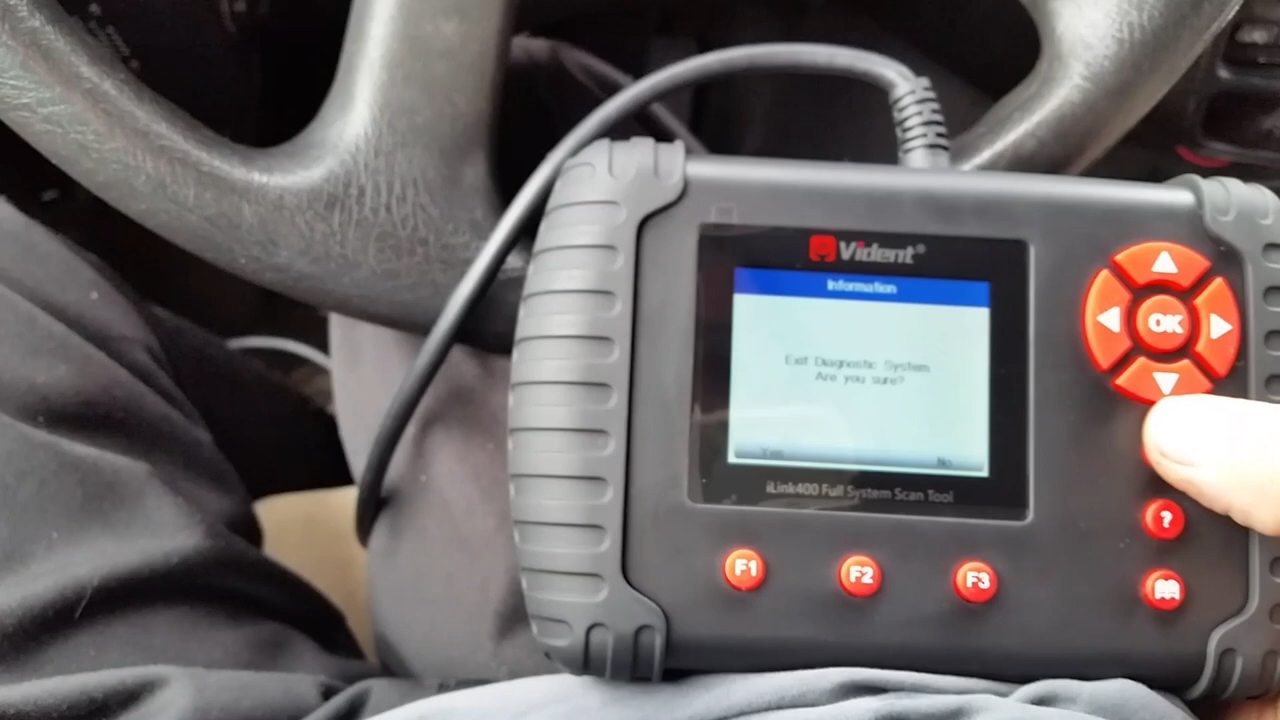 Vident®
Information
Exit Diagnostic System
Are you sure?
Yes
No
iLink400 Full System Scan Tool
OK
?
F1
F2
F3